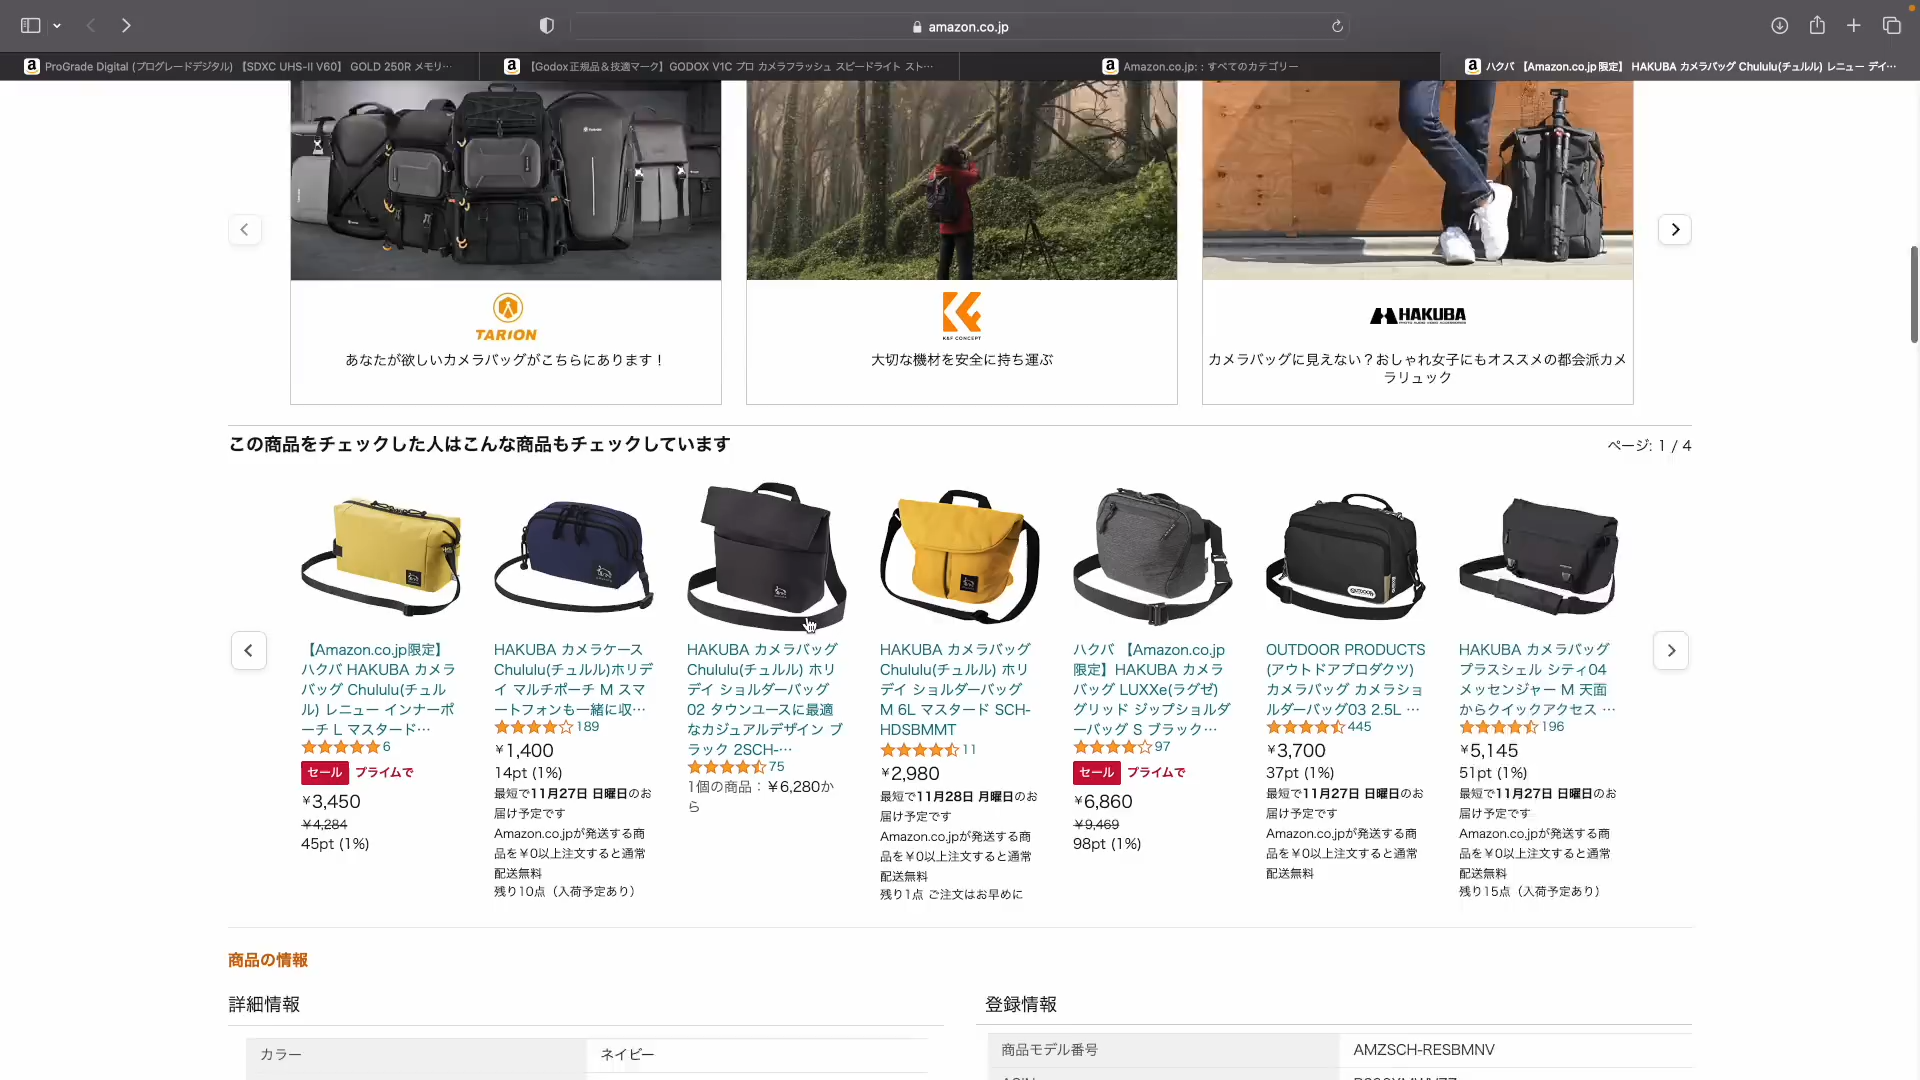 amazon.co.jp
ProGrade Digital (プログレードデジタル) 【SDXC UHS-II V60】 GOLD 250R メモリ…
【Godox正規品＆技適マーク】GODOX V1C プロ カメラフラッシュ スピードライト スト…
Amazon.co.jp: : すべてのカテゴリー
ハクバ 【Amazon.co.jp限定】 HAKUBA カメラバッグ Chululu(チュルル) レニュー デイ…
TARION
あなたが欲しいカメラバッグがこちらにあります！
K&F CONCEPT
大切な機材を安全に持ち運ぶ
HAKUBA
カメラバッグに見えない？おしゃれ女子にもオススメの都会派カメ
ラリュック
この商品をチェックした人はこんな商品もチェックしています
ページ: 1 / 4
【Amazon.co.jp限定】
ハクバ HAKUBA カメラ
バッグ Chululu(チュル
ル) レニュー インナーポ
ーチ L マスタード…
6
セール プライムで
¥3,450
¥4,284
45pt (1%)
HAKUBA カメラケース
Chululu(チュルル)ホリデ
イ マルチポーチ M スマ
ートフォンも一緒に収…
189
¥1,400
14pt (1%)
最短で11月27日 日曜日のお
届け予定です
Amazon.co.jpが発送する商
品を￥0以上注文すると通常
配送無料
残り10点（入荷予定あり）
HAKUBA カメラバッグ
Chululu(チュルル) ホリ
デイ ショルダーバッグ
02 タウンユースに最適
なカジュアルデザイン ブ
ラック 2SCH-…
75
1個の商品：￥6,280か
ら
HAKUBA カメラバッグ
Chululu(チュルル) ホリ
デイ ショルダーバッグ
M 6L マスタード SCH-
HDSBMMT
11
¥2,980
最短で11月28日 月曜日のお
届け予定です
Amazon.co.jpが発送する商
品を￥0以上注文すると通常
配送無料
残り1点 ご注文はお早めに
ハクバ 【Amazon.co.jp
限定】HAKUBA カメラ
バッグ LUXXe(ラグゼ)
グリッド ジップショルダ
ーバッグ S ブラック…
97
セール プライムで
¥6,860
¥9,469
98pt (1%)
OUTDOOR
OUTDOOR PRODUCTS
(アウトドアプロダクツ)
カメラバッグ カメラショ
ルダーバッグ03 2.5L …
445
¥3,700
37pt (1%)
最短で11月27日 日曜日のお
届け予定です
Amazon.co.jpが発送する商
品を￥0以上注文すると通常
配送無料
HAKUBA カメラバッグ
プラスシェル シティ04
メッセンジャー M 天面
からクイックアクセス …
196
¥5,145
51pt (1%)
最短で11月27日 日曜日のお
届け予定です
Amazon.co.jpが発送する商
品を￥0以上注文すると通常
配送無料
残り15点（入荷予定あり）
商品の情報
詳細情報
カラー ネイビー
登録情報
商品モデル番号 AMZSCH-RESBMNV